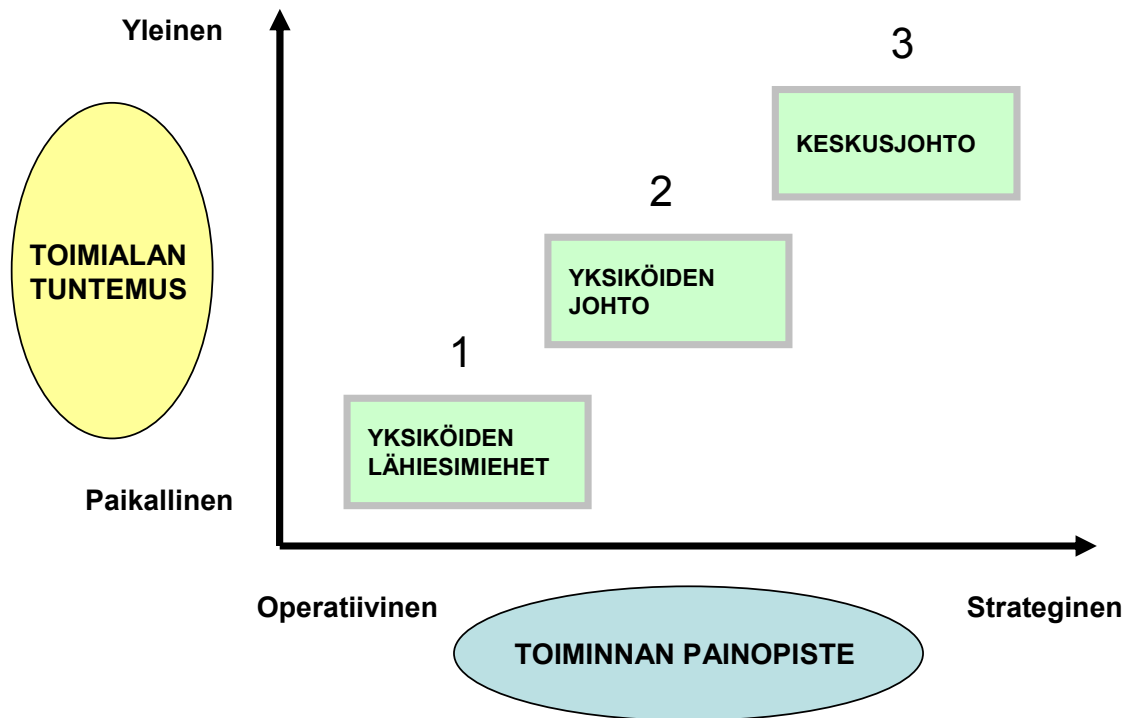 Yleinen
3
KESKUSJOHTO
2
TOIMIALAN
TUNTEMUS
YKSIKÖIDEN
JOHTO
1
YKSIKÖIDEN
LÄHIESIMIEHET
Paikallinen
Operatiivinen
Strateginen
TOIMINNAN PAINOPISTE